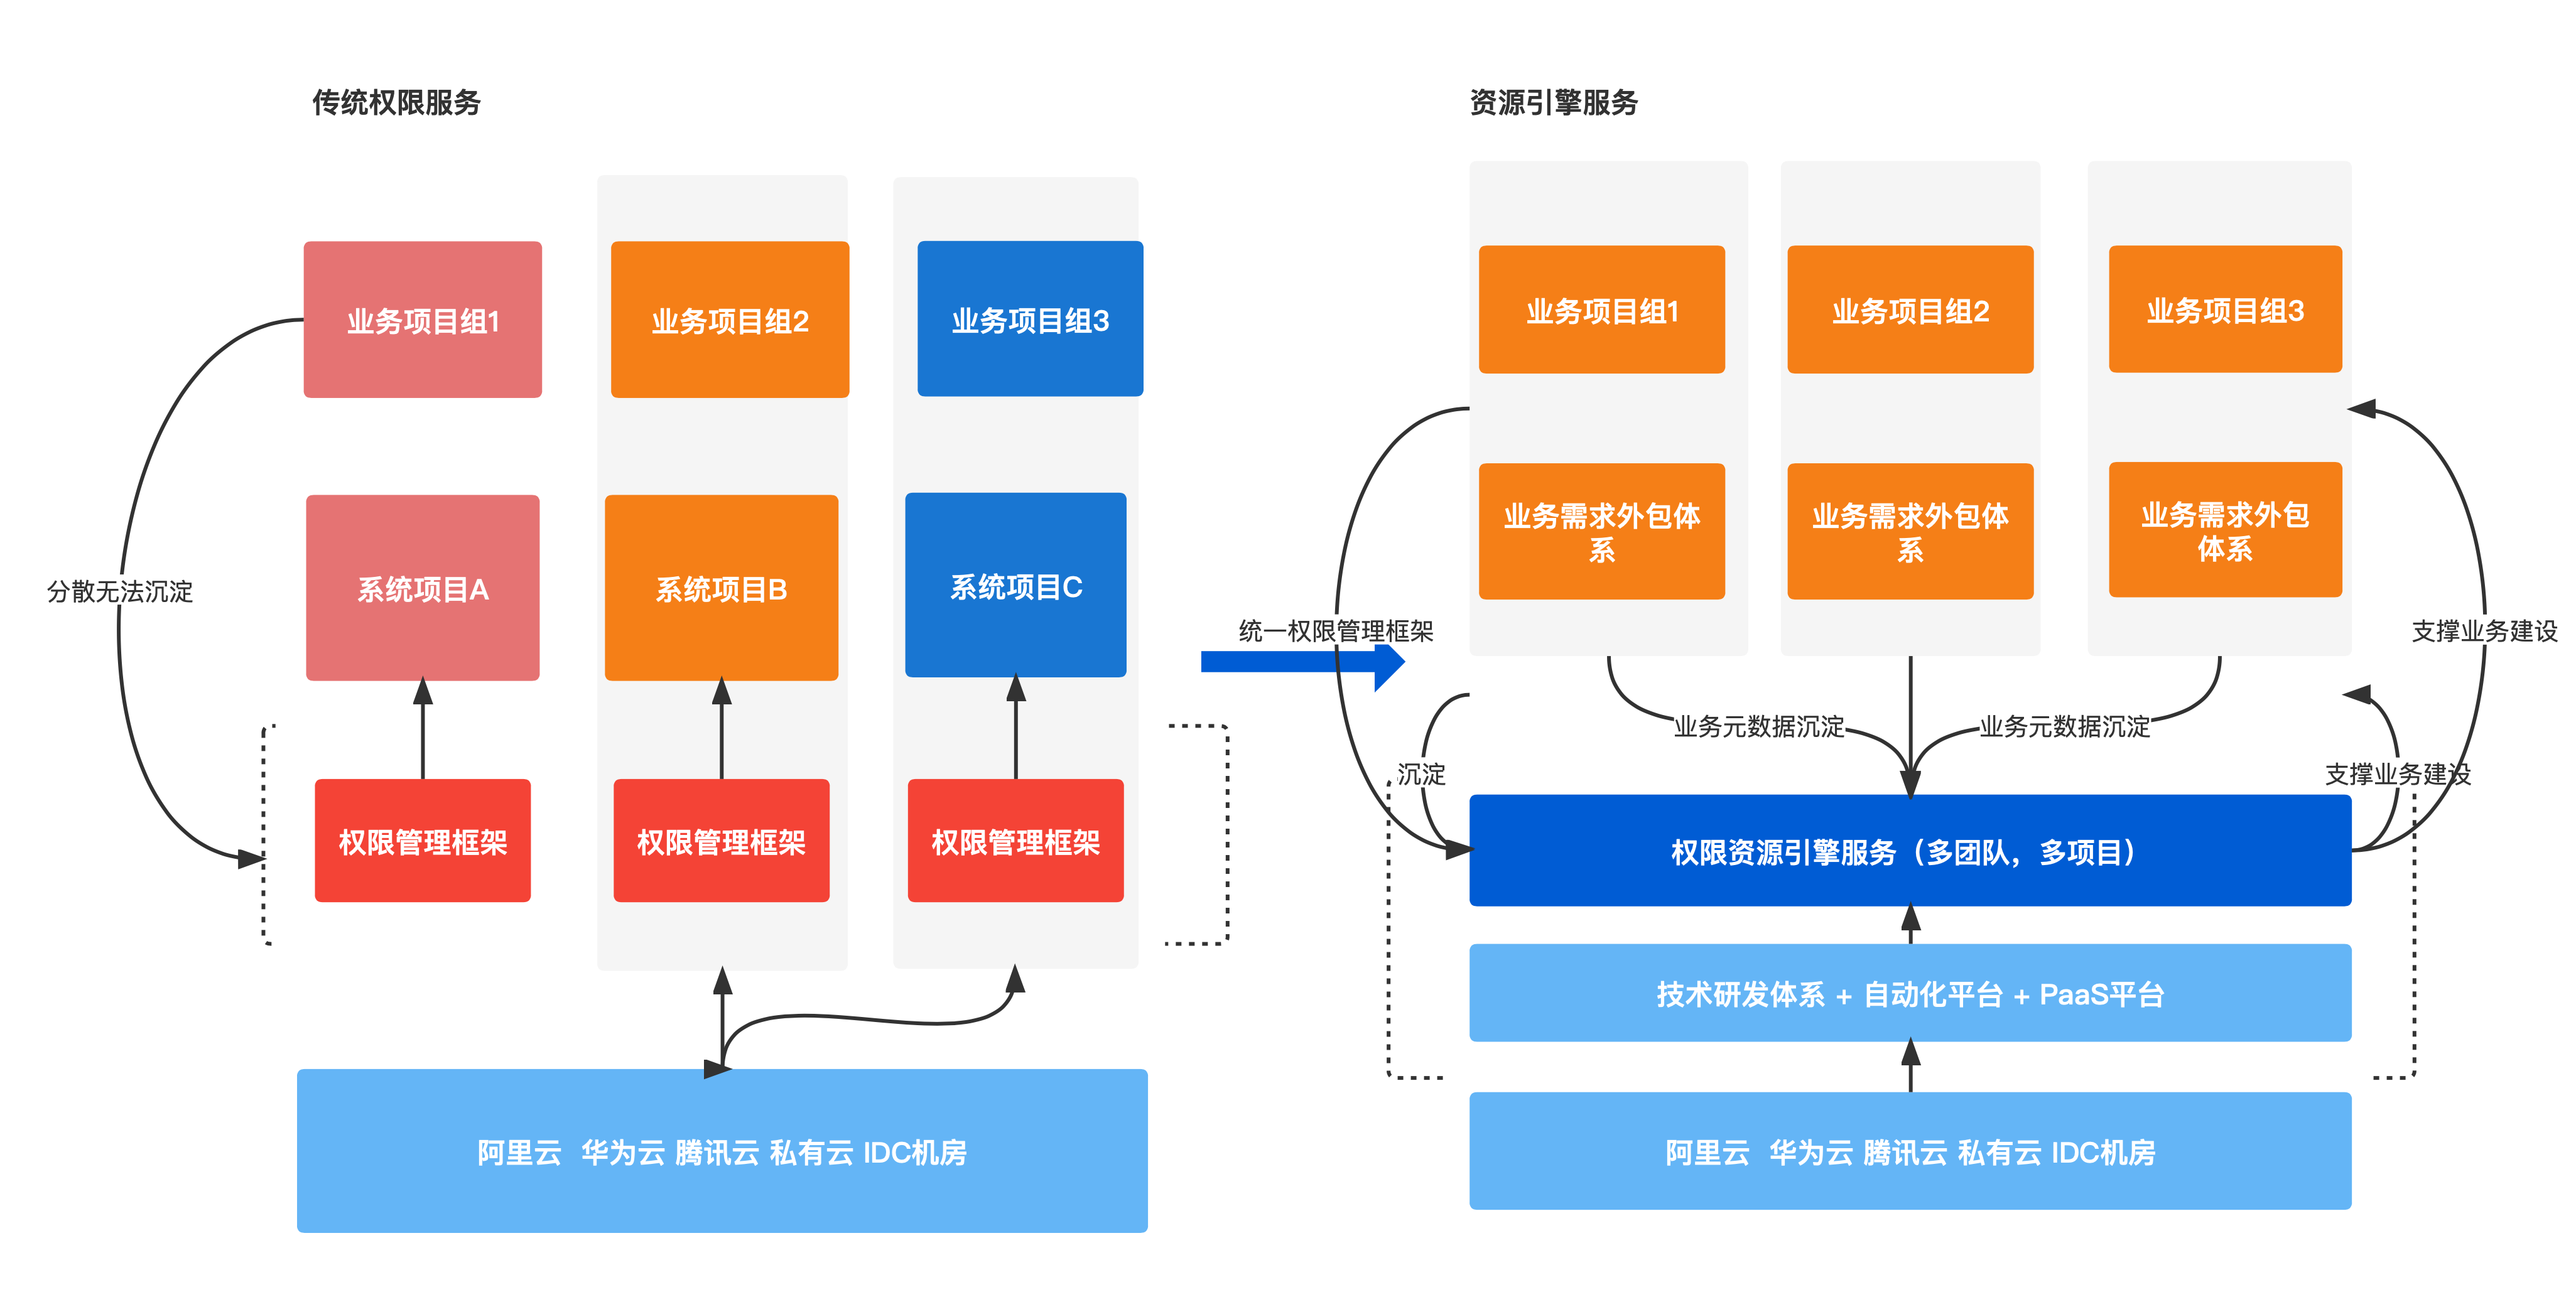 传统权限服务
业务项目组1
业务项目组2
业务项目组3
系统项目A
系统项目B
系统项目C
分散无法沉淀
权限管理框架
权限管理框架
权限管理框架
阿里云  华为云 腾讯云 私有云 IDC机房
统一权限管理框架
资源引擎服务
业务项目组1
业务项目组2
业务项目组3
业务需求外包体
系
业务需求外包体
系
业务需求外包
体系
支撑业务建设
业务元数据沉淀
业务元数据沉淀
沉淀
支撑业务建设
权限资源引擎服务（多团队，多项目）
技术研发体系 + 自动化平台 + PaaS平台
阿里云  华为云 腾讯云 私有云 IDC机房